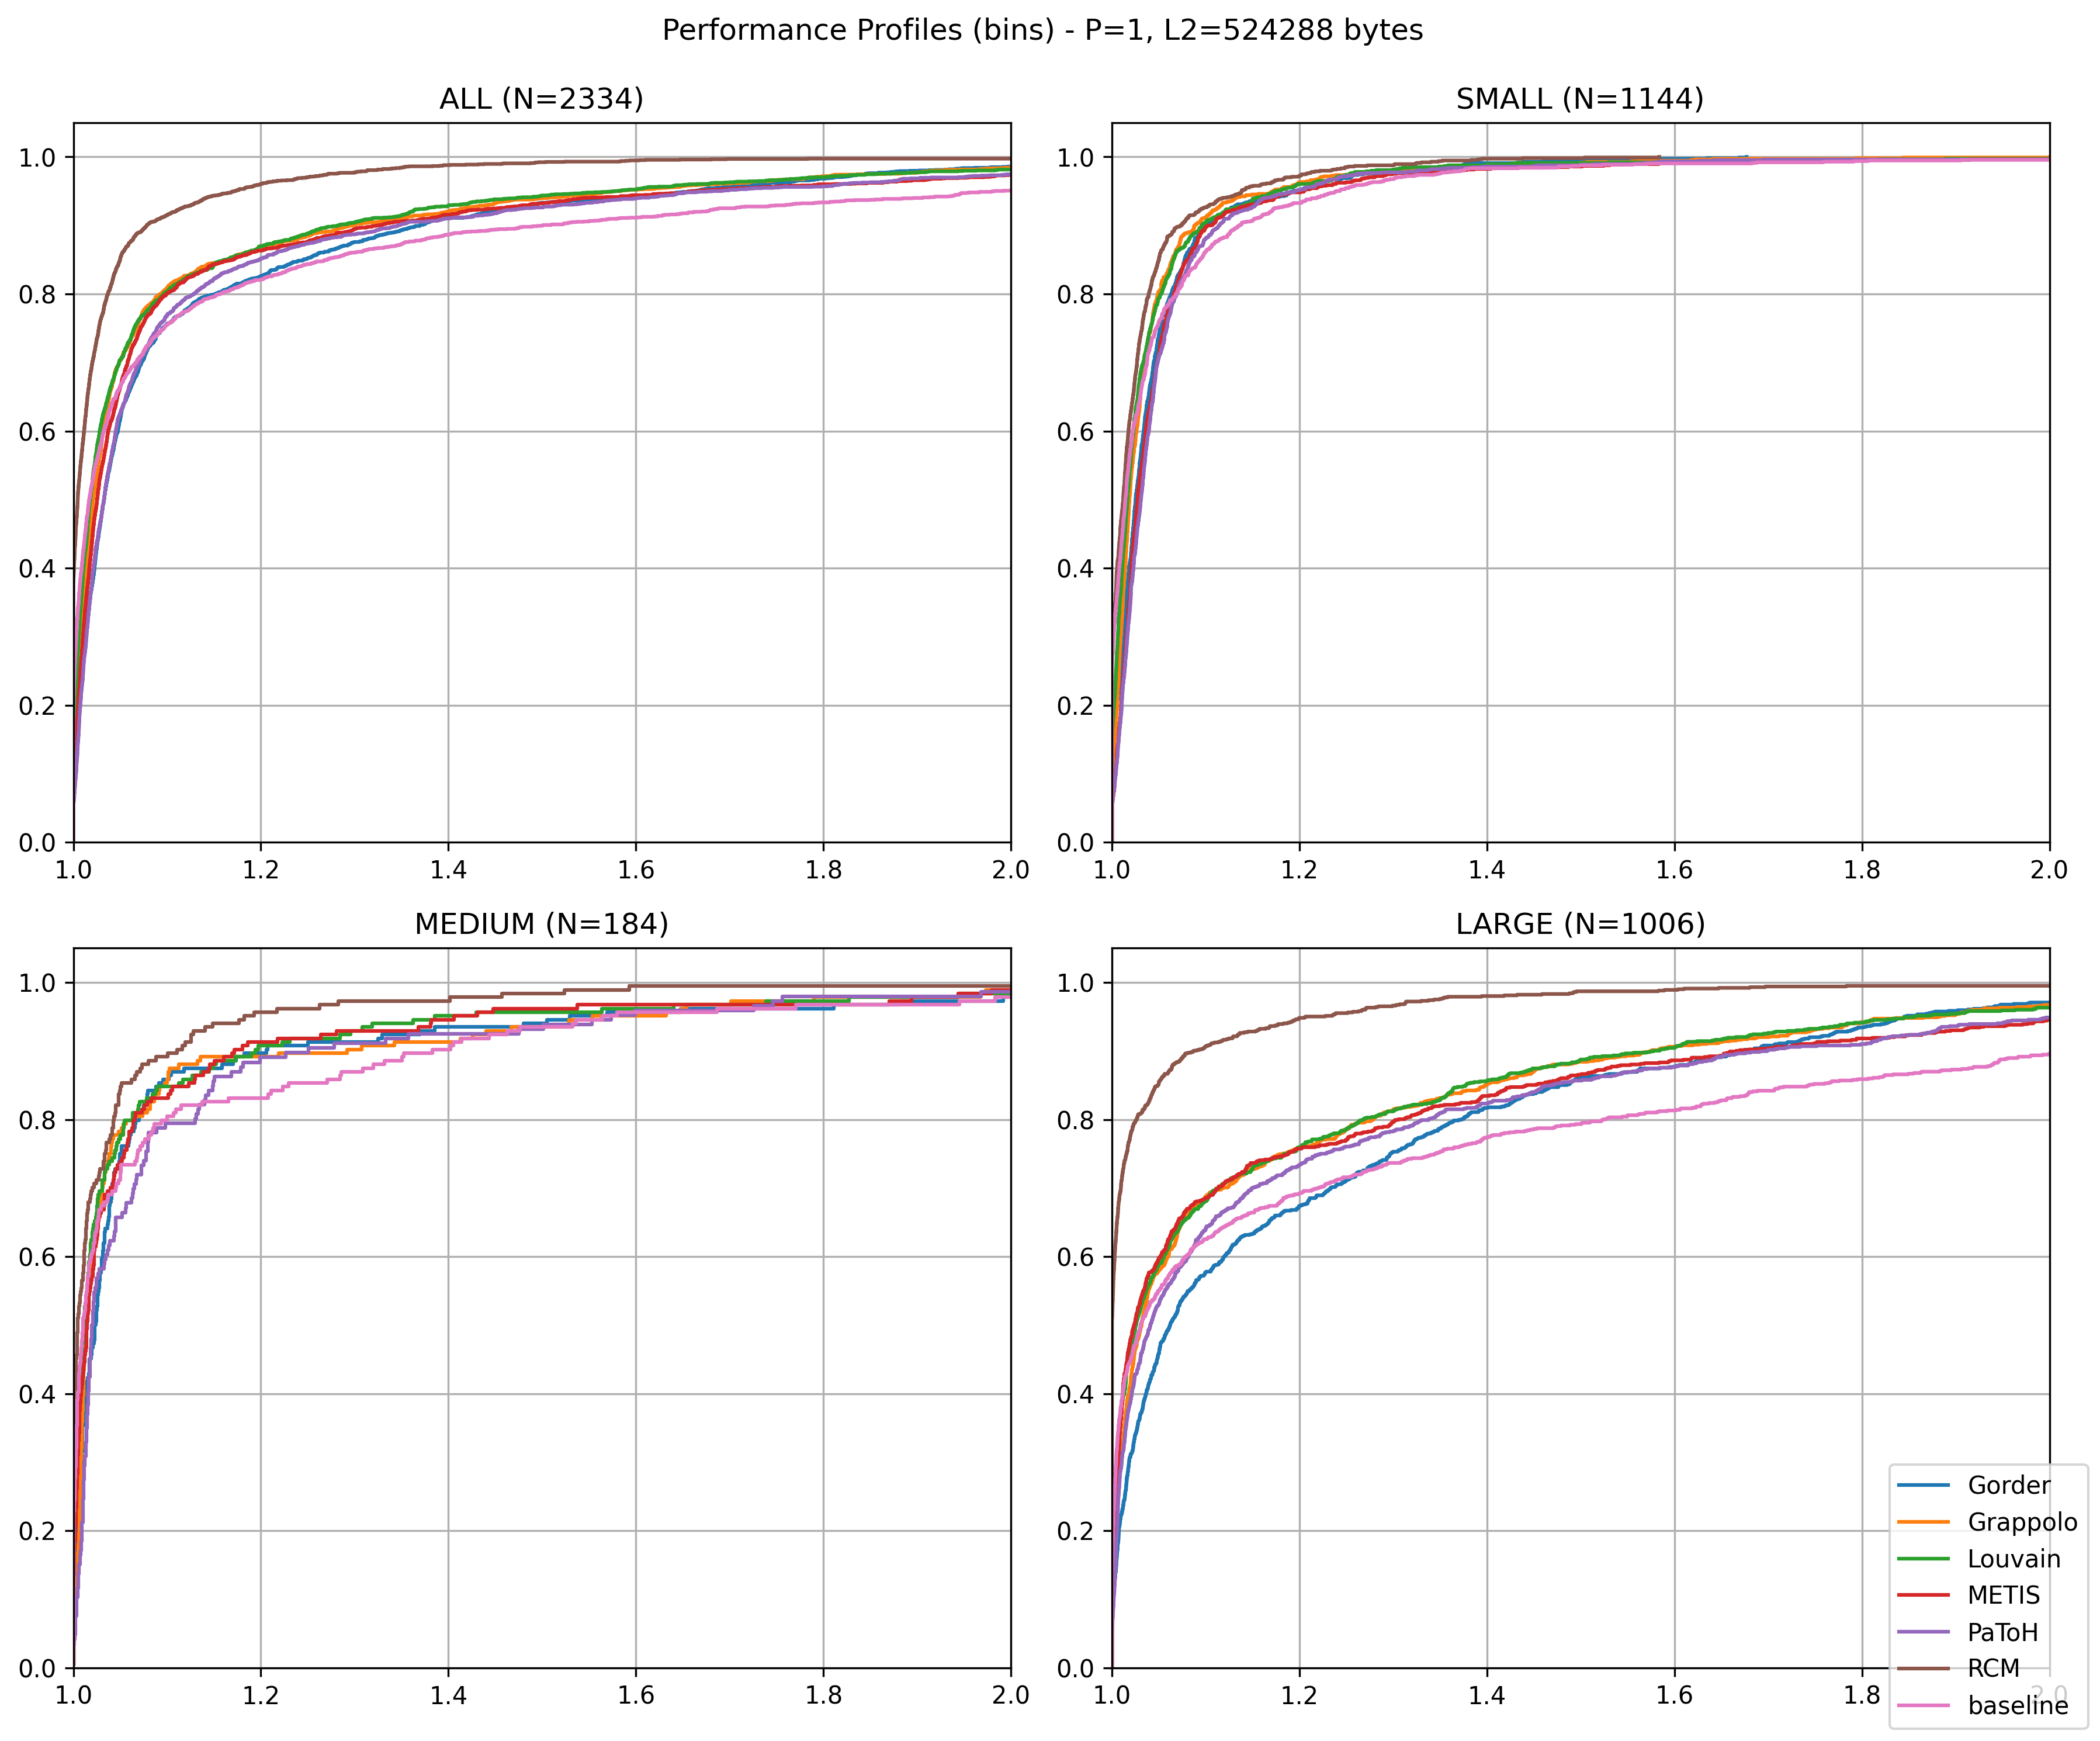 Performance Profiles (bins) - P=1, L2=524288 bytes
ALL (N=2334)
1.0
0.8
0.6
0.4
0.2
0.0
1.0 1.2 1.4 1.6 1.8 2.0
SMALL (N=1144)
1.0
0.8
0.6
0.4
0.2
0.0
1.0 1.2 1.4 1.6 1.8 2.0
MEDIUM (N=184)
1.0
0.8
0.6
0.4
0.2
0.0
1.0 1.2 1.4 1.6 1.8 2.0
LARGE (N=1006)
1.0
0.8
0.6
0.4
0.2
0.0
1.0 1.2 1.4 1.6 1.8 2.0
Gorder
Grappolo
Louvain
METIS
PaToH
RCM
baseline